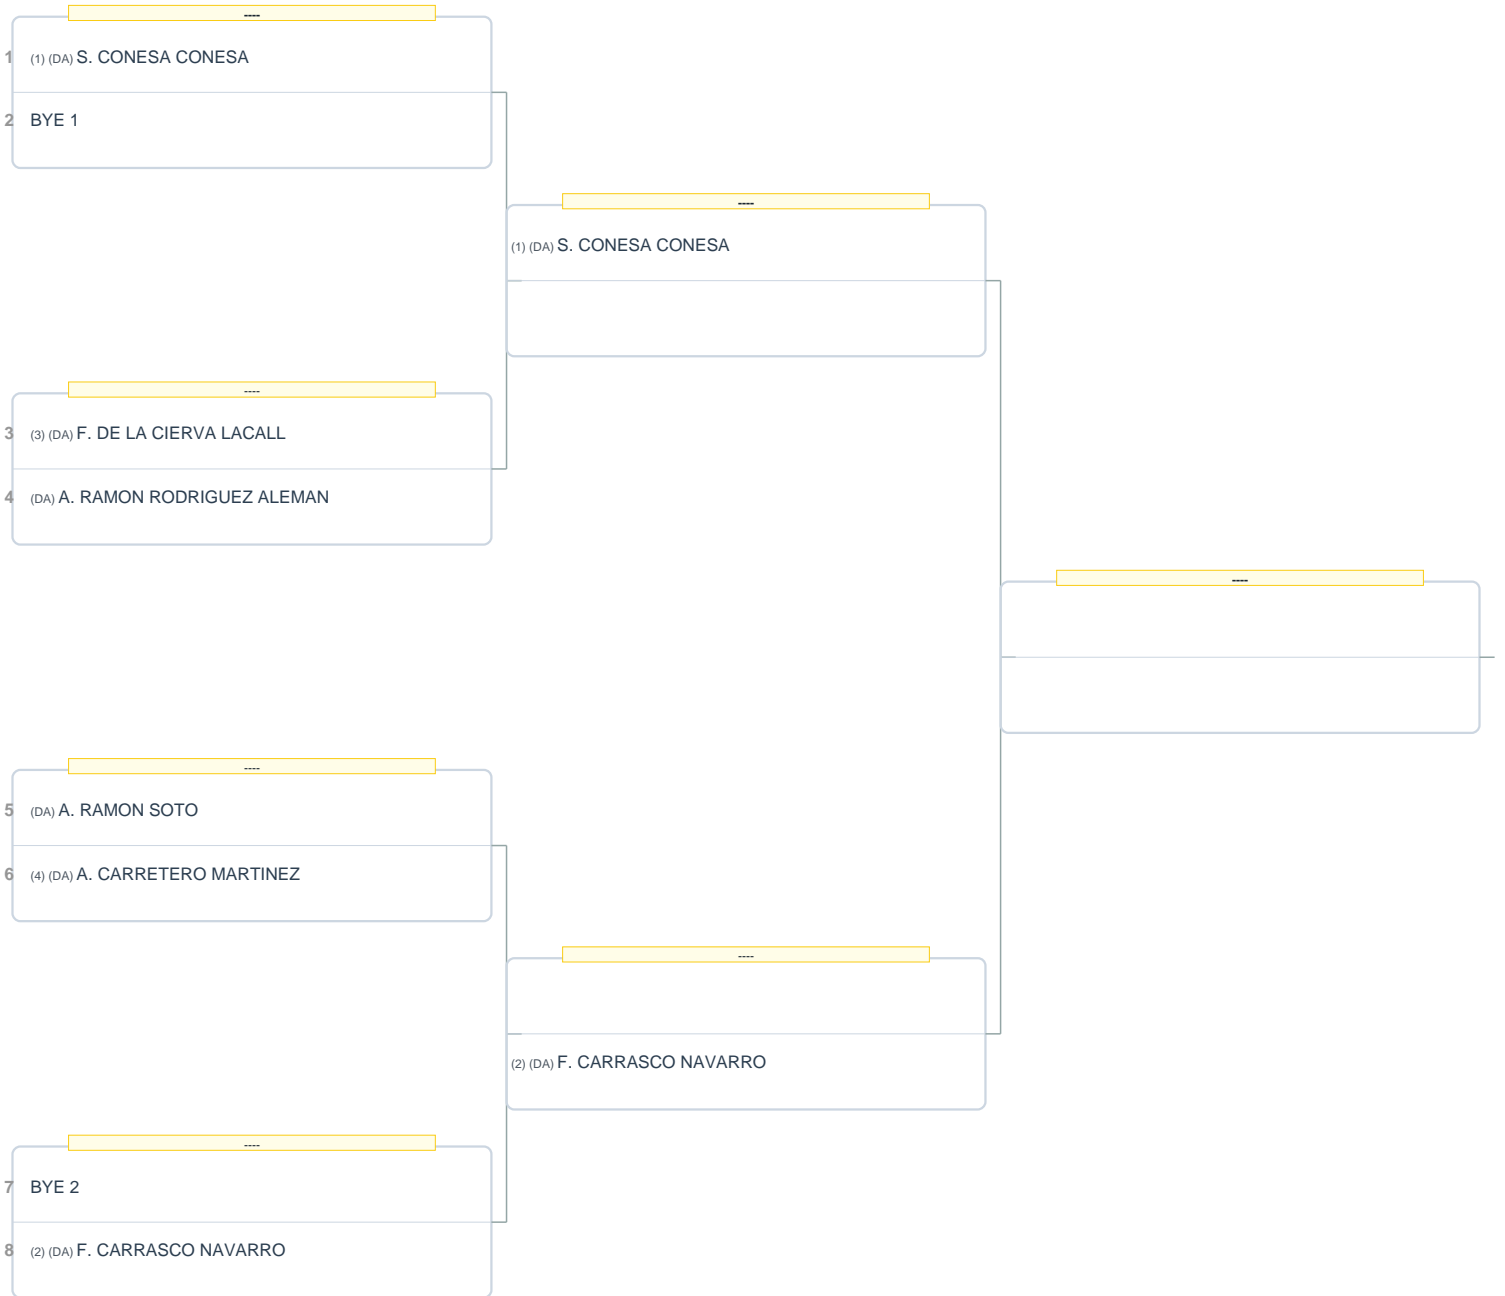 ----
1 (1) (DA) S. CONESA CONESA
2 BYE 1
----
(1) (DA) S. CONESA CONESA
----
3 (3) (DA) F. DE LA CIERVA LACALL
4 (DA) A. RAMON RODRIGUEZ ALEMAN
----
----
5 (DA) A. RAMON SOTO
6 (4) (DA) A. CARRETERO MARTINEZ
----
(2) (DA) F. CARRASCO NAVARRO
----
7 BYE 2
8 (2) (DA) F. CARRASCO NAVARRO